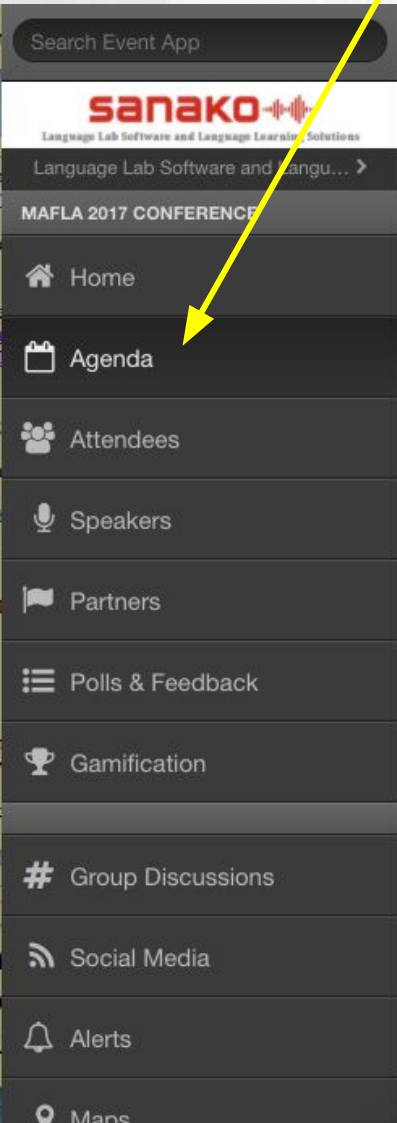 Search Event App
sanako
Language Lab Software and Language Learning Solutions
Language Lab Software and Langu...
MAFLA 2017 CONFERENCE
Home
Agenda
Attendees
Speakers
Partners
Polls & Feedback
Gamification
# Group Discussions
Social Media
Alerts
Maps